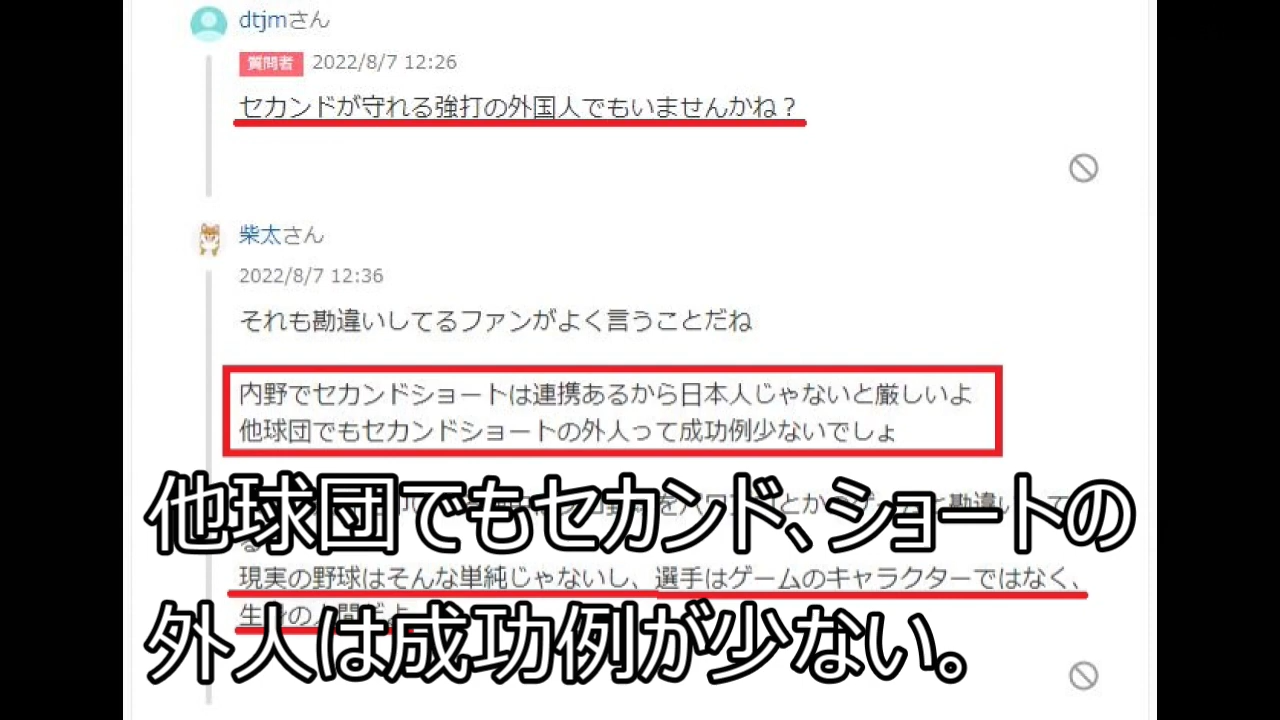 dtjmさん
質問者 2022/8/7 12:26
セカンドが守れる強打の外国人でもいませんかね？
柴太さん
2022/8/7 12:36
それも勘違いしてるファンがよく言うことだね
内野でセカンドショートは連携あるから日本人じゃないと厳しいよ
他球団でもセカンドショートの外人って成功例少ないでしょ
他球団でもセカンド、ショートの
現実の野球はそんな単純じゃないし、選手はゲームのキャラクターではなく、
生身の人間だよ
外人は成功例が少ない。